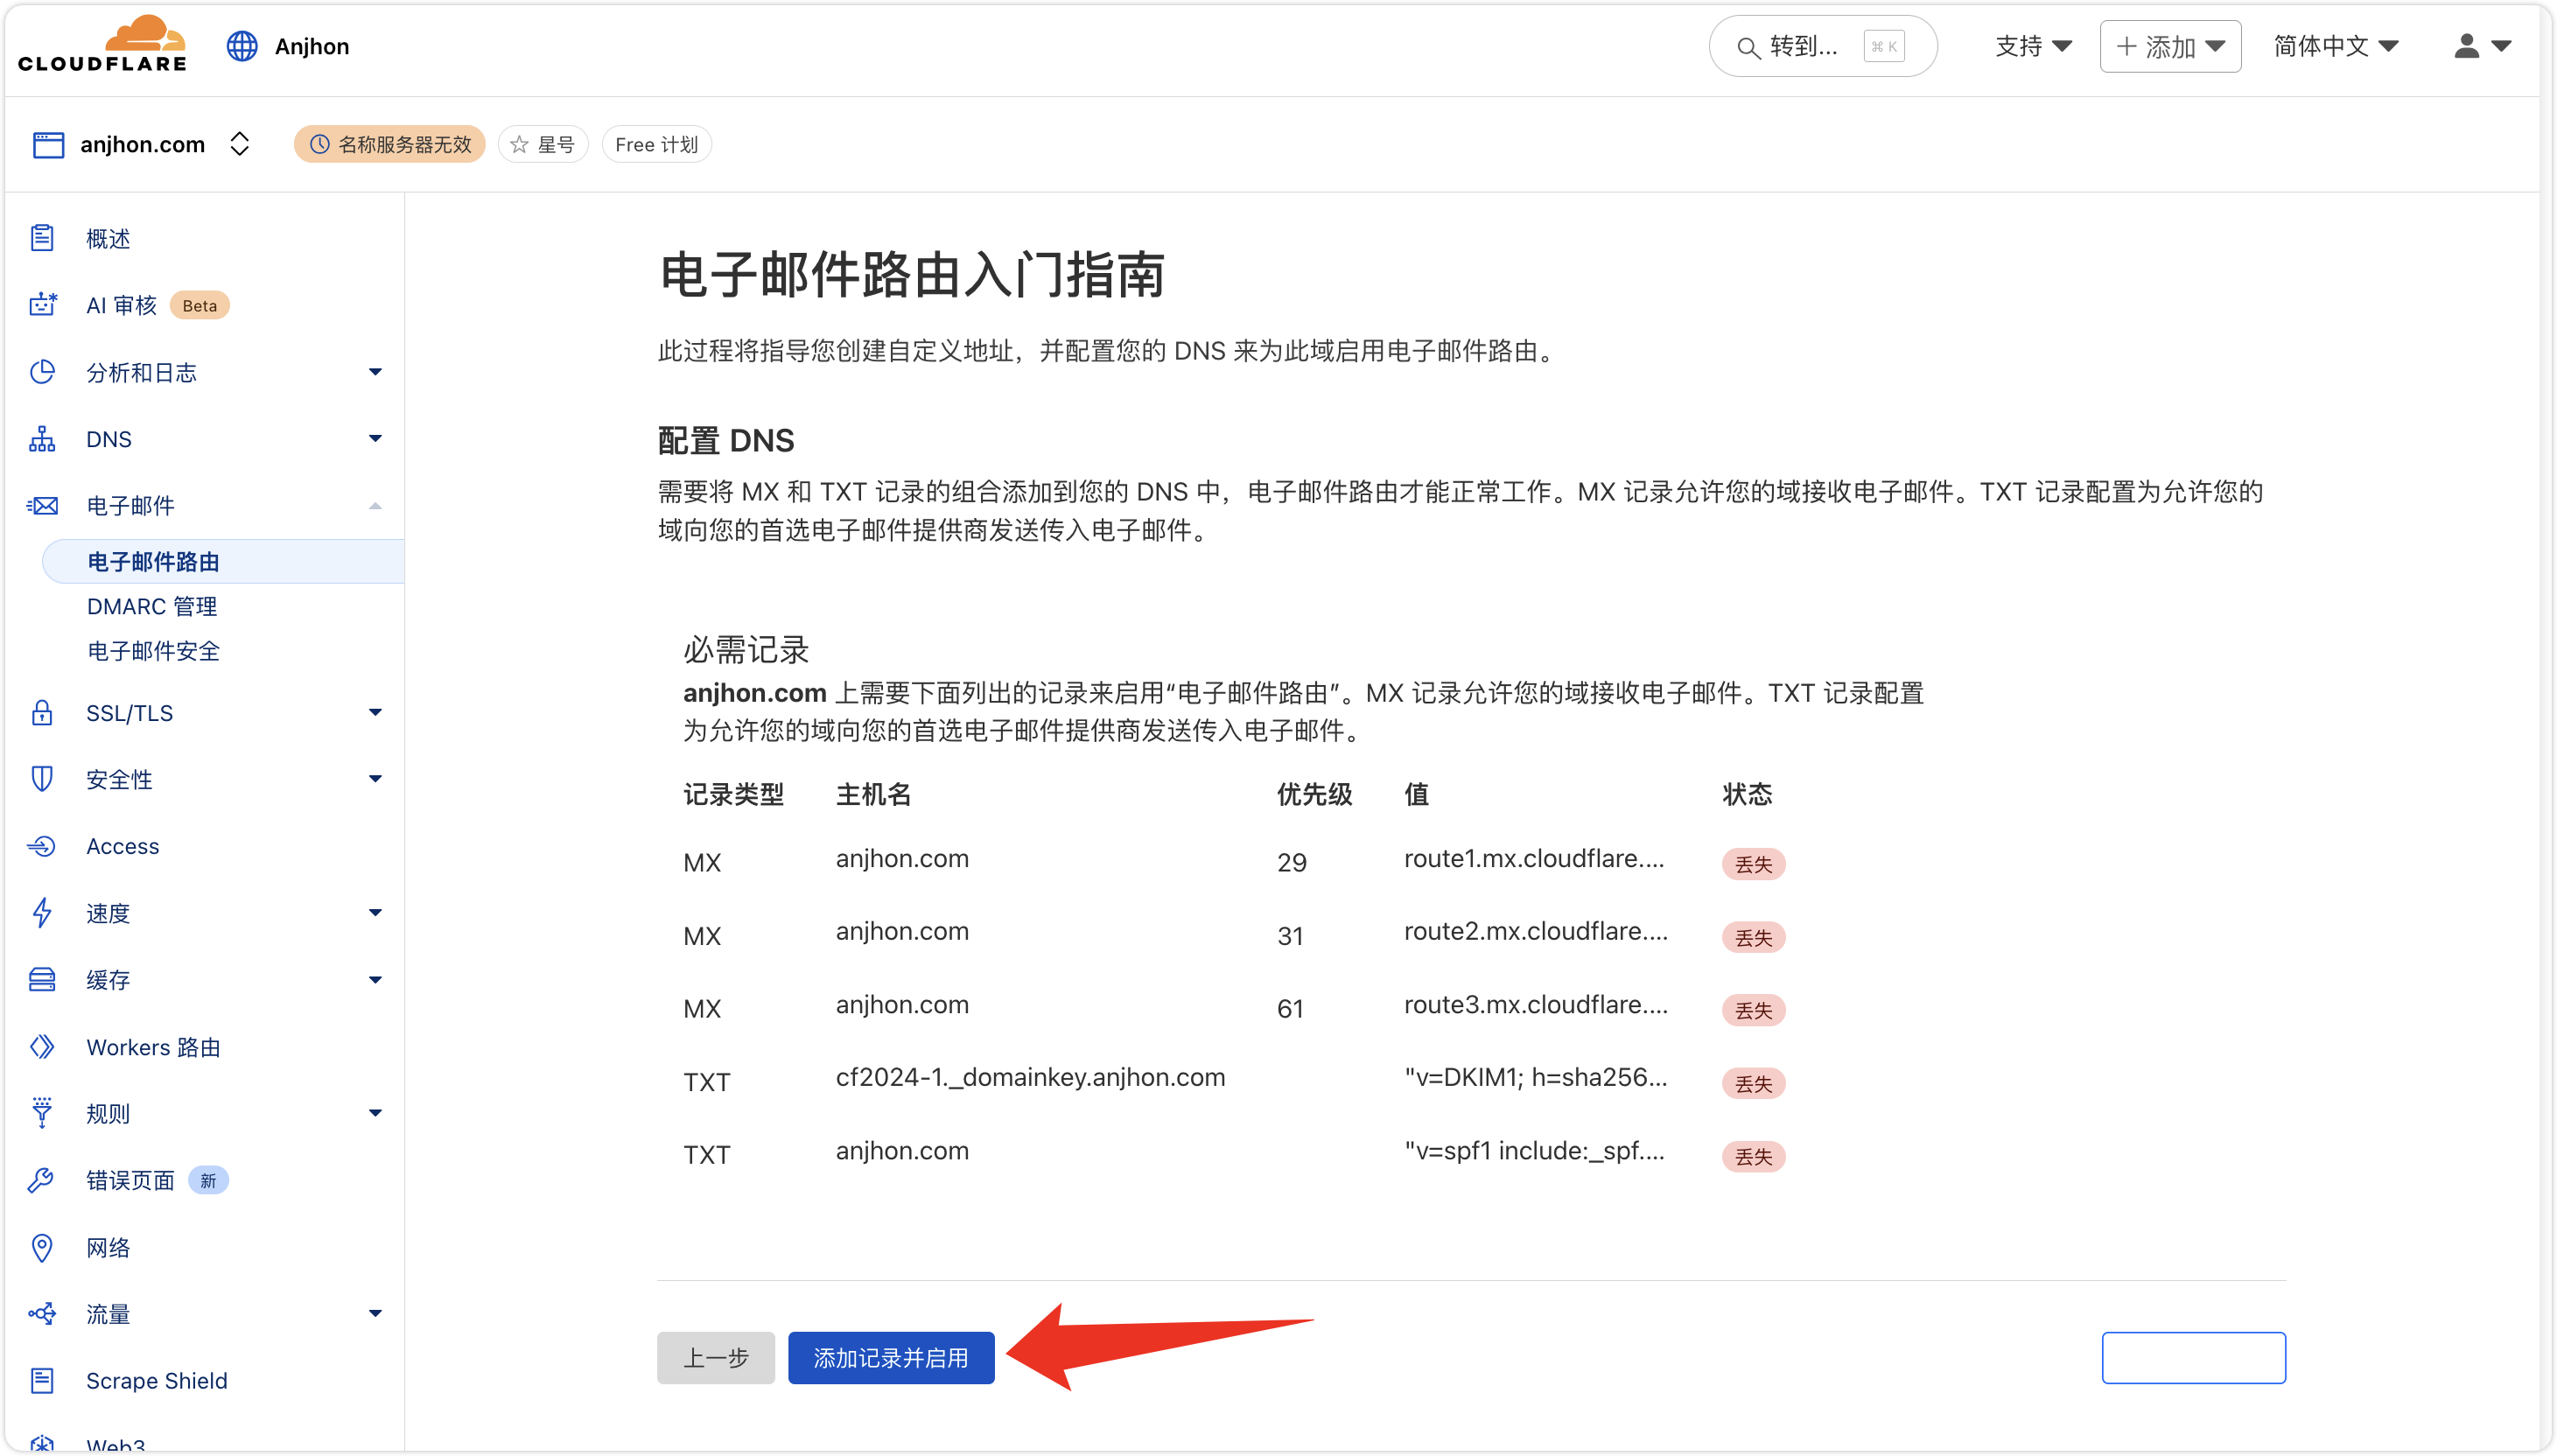 CLOUDFLARE
Anjhon
转到...
⌘ K
支持
添加
简体中文
anjhon.com
名称服务器无效
星号
Free 计划
概述
AI 审核 Beta
分析和日志
DNS
电子邮件
电子邮件路由
DMARC 管理
电子邮件安全
SSL/TLS
安全性
Access
速度
缓存
Workers 路由
规则
错误页面 新
网络
流量
Scrape Shield
Web3
电子邮件路由入门指南
此过程将指导您创建自定义地址，并配置您的 DNS 来为此域启用电子邮件路由。
配置 DNS
需要将 MX 和 TXT 记录的组合添加到您的 DNS 中，电子邮件路由才能正常工作。MX 记录允许您的域接收电子邮件。TXT 记录配置为允许您的
域向您的首选电子邮件提供商发送传入电子邮件。
必需记录
anjhon.com 上需要下面列出的记录来启用“电子邮件路由”。MX 记录允许您的域接收电子邮件。TXT 记录配置
为允许您的域向您的首选电子邮件提供商发送传入电子邮件。
记录类型 主机名 优先级 值 状态
MX anjhon.com 29 route1.mx.cloudflare.... 丢失
MX anjhon.com 31 route2.mx.cloudflare.... 丢失
MX anjhon.com 61 route3.mx.cloudflare.... 丢失
TXT cf2024-1._domainkey.anjhon.com "v=DKIM1; h=sha256... 丢失
TXT anjhon.com "v=spf1 include:_spf.... 丢失
上一步
添加记录并启用